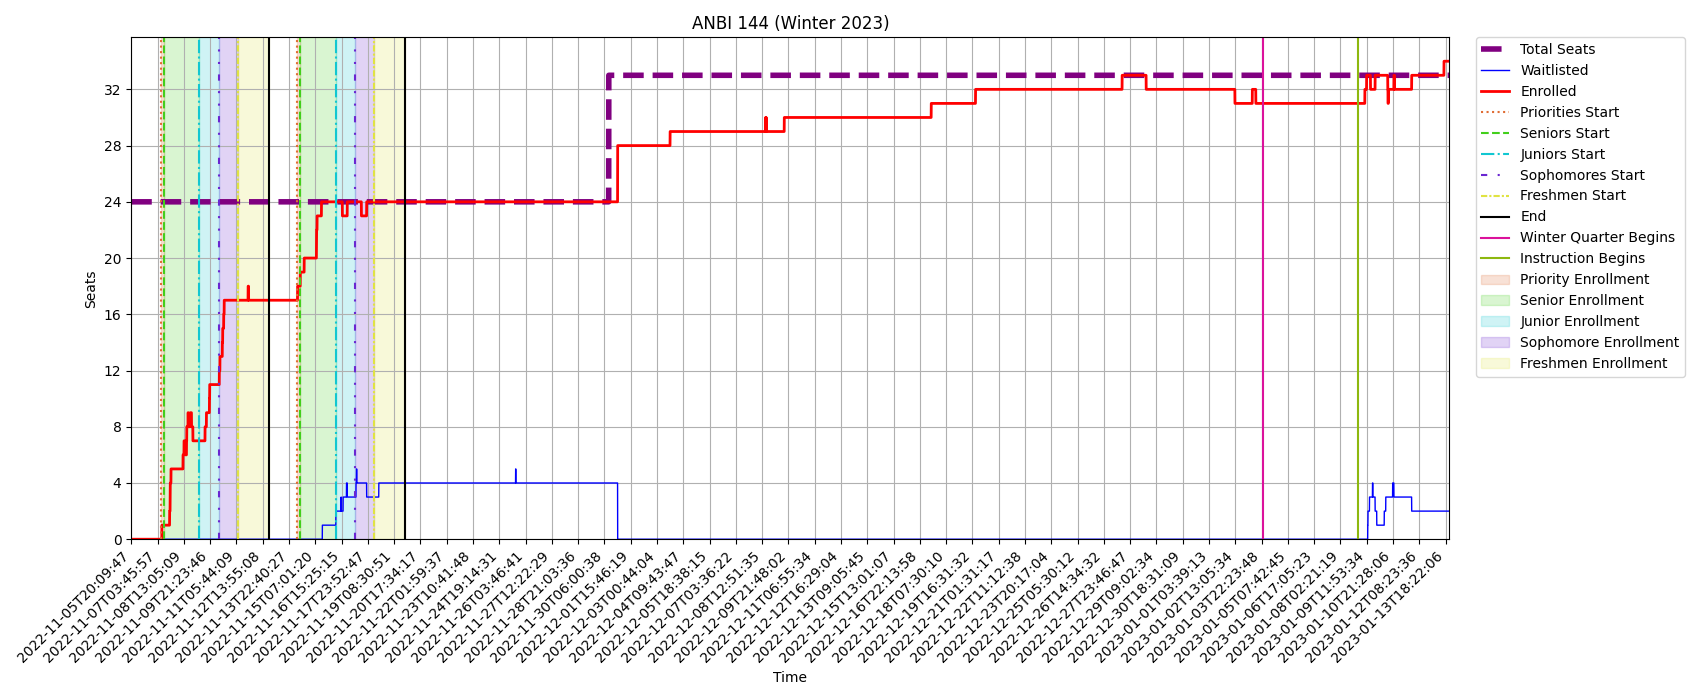 ANBI 144 (Winter 2023)
Seats
32
28
24
20
16
12
8
4
0
2022-11-05T20:09:47
2022-11-07T03:45:57
2022-11-08T13:05:09
2022-11-09T21:23:46
2022-11-11T05:44:09
2022-11-12T13:55:08
2022-11-13T22:40:27
2022-11-15T07:01:20
2022-11-16T15:25:15
2022-11-17T23:52:47
2022-11-19T08:30:51
2022-11-20T17:34:17
2022-11-22T01:59:37
2022-11-23T10:41:48
2022-11-24T19:14:31
2022-11-26T03:46:41
2022-11-27T12:22:29
2022-11-28T21:03:36
2022-11-30T06:00:38
2022-12-01T15:46:19
2022-12-03T00:44:04
2022-12-04T09:43:47
2022-12-05T18:38:15
2022-12-07T03:36:22
2022-12-08T12:51:35
2022-12-09T21:48:02
2022-12-11T06:55:34
2022-12-12T16:29:04
2022-12-13T09:05:45
2022-12-15T13:01:07
2022-12-16T22:13:58
2022-12-18T07:30:10
2022-12-19T16:31:32
2022-12-21T01:31:17
2022-12-22T11:12:38
2022-12-23T20:17:04
2022-12-25T05:30:12
2022-12-26T14:34:32
2022-12-27T23:46:47
2022-12-29T09:02:34
2022-12-30T18:31:09
2023-01-01T03:39:13
2023-01-02T13:05:34
2023-01-03T22:23:48
2023-01-05T07:42:45
2023-01-06T17:05:23
2023-01-08T02:21:19
2023-01-09T11:53:34
2023-01-10T21:28:06
2023-01-12T08:23:36
2023-01-13T18:22:06
Time
Total Seats
Waitlisted
Enrolled
Priorities Start
Seniors Start
Juniors Start
Sophomores Start
Freshmen Start
End
Winter Quarter Begins
Instruction Begins
Priority Enrollment
Senior Enrollment
Junior Enrollment
Sophomore Enrollment
Freshmen Enrollment